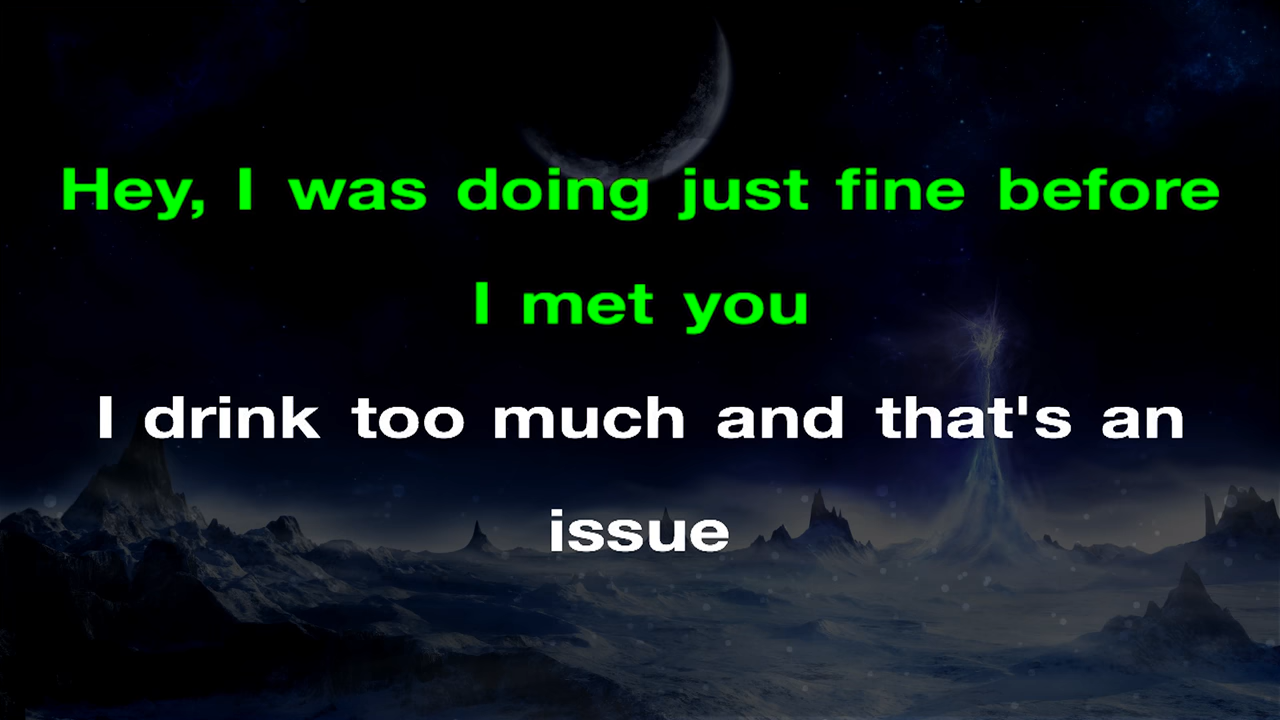 Hey, I was doing just fine before
I met you
I drink too much and that's an
issue